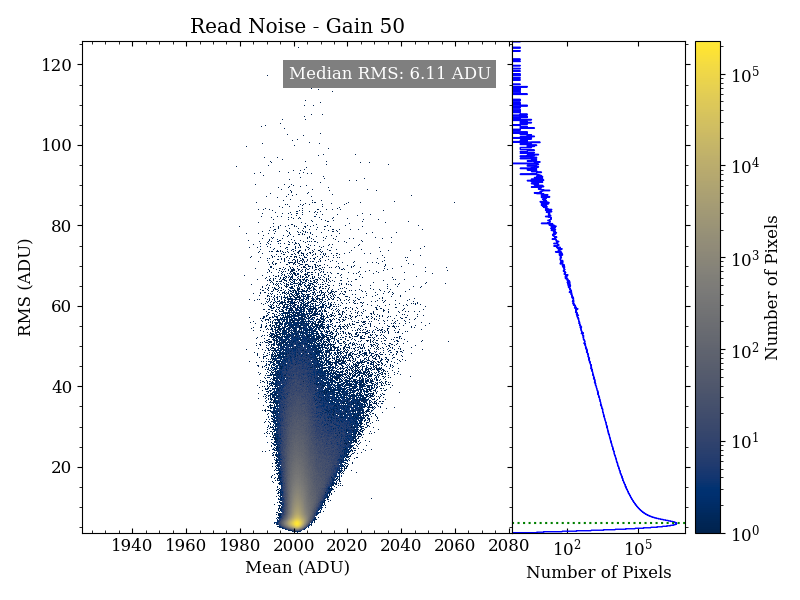 Read Noise - Gain 50
Median RMS: 6.11 ADU
RMS (ADU)
120
100
80
60
40
20
1940 1960 1980 2000 2020 2040 2060 2080
Mean (ADU)
10² 10⁵
Number of Pixels
10⁵
10⁴
10³
10²
10¹
10⁰
Number of Pixels